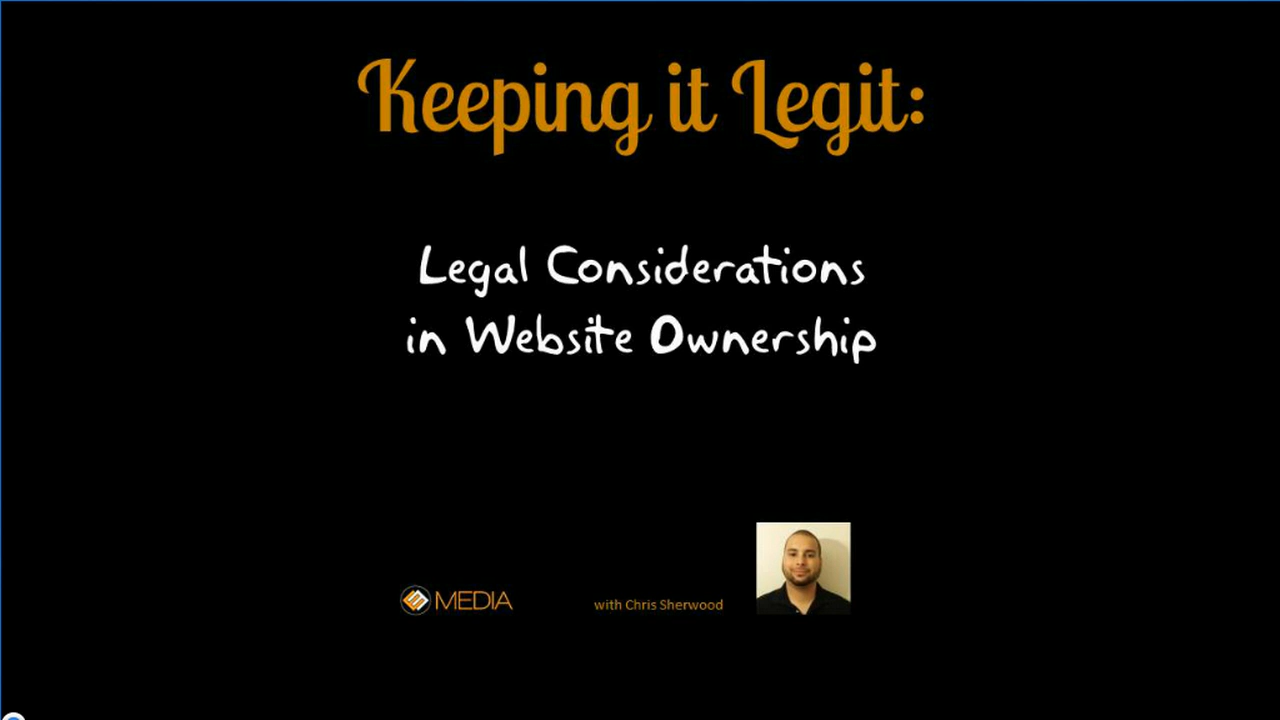 Keeping it Legit:
Legal Considerations
in Website Ownership
MEDIA
with Chris Sherwood